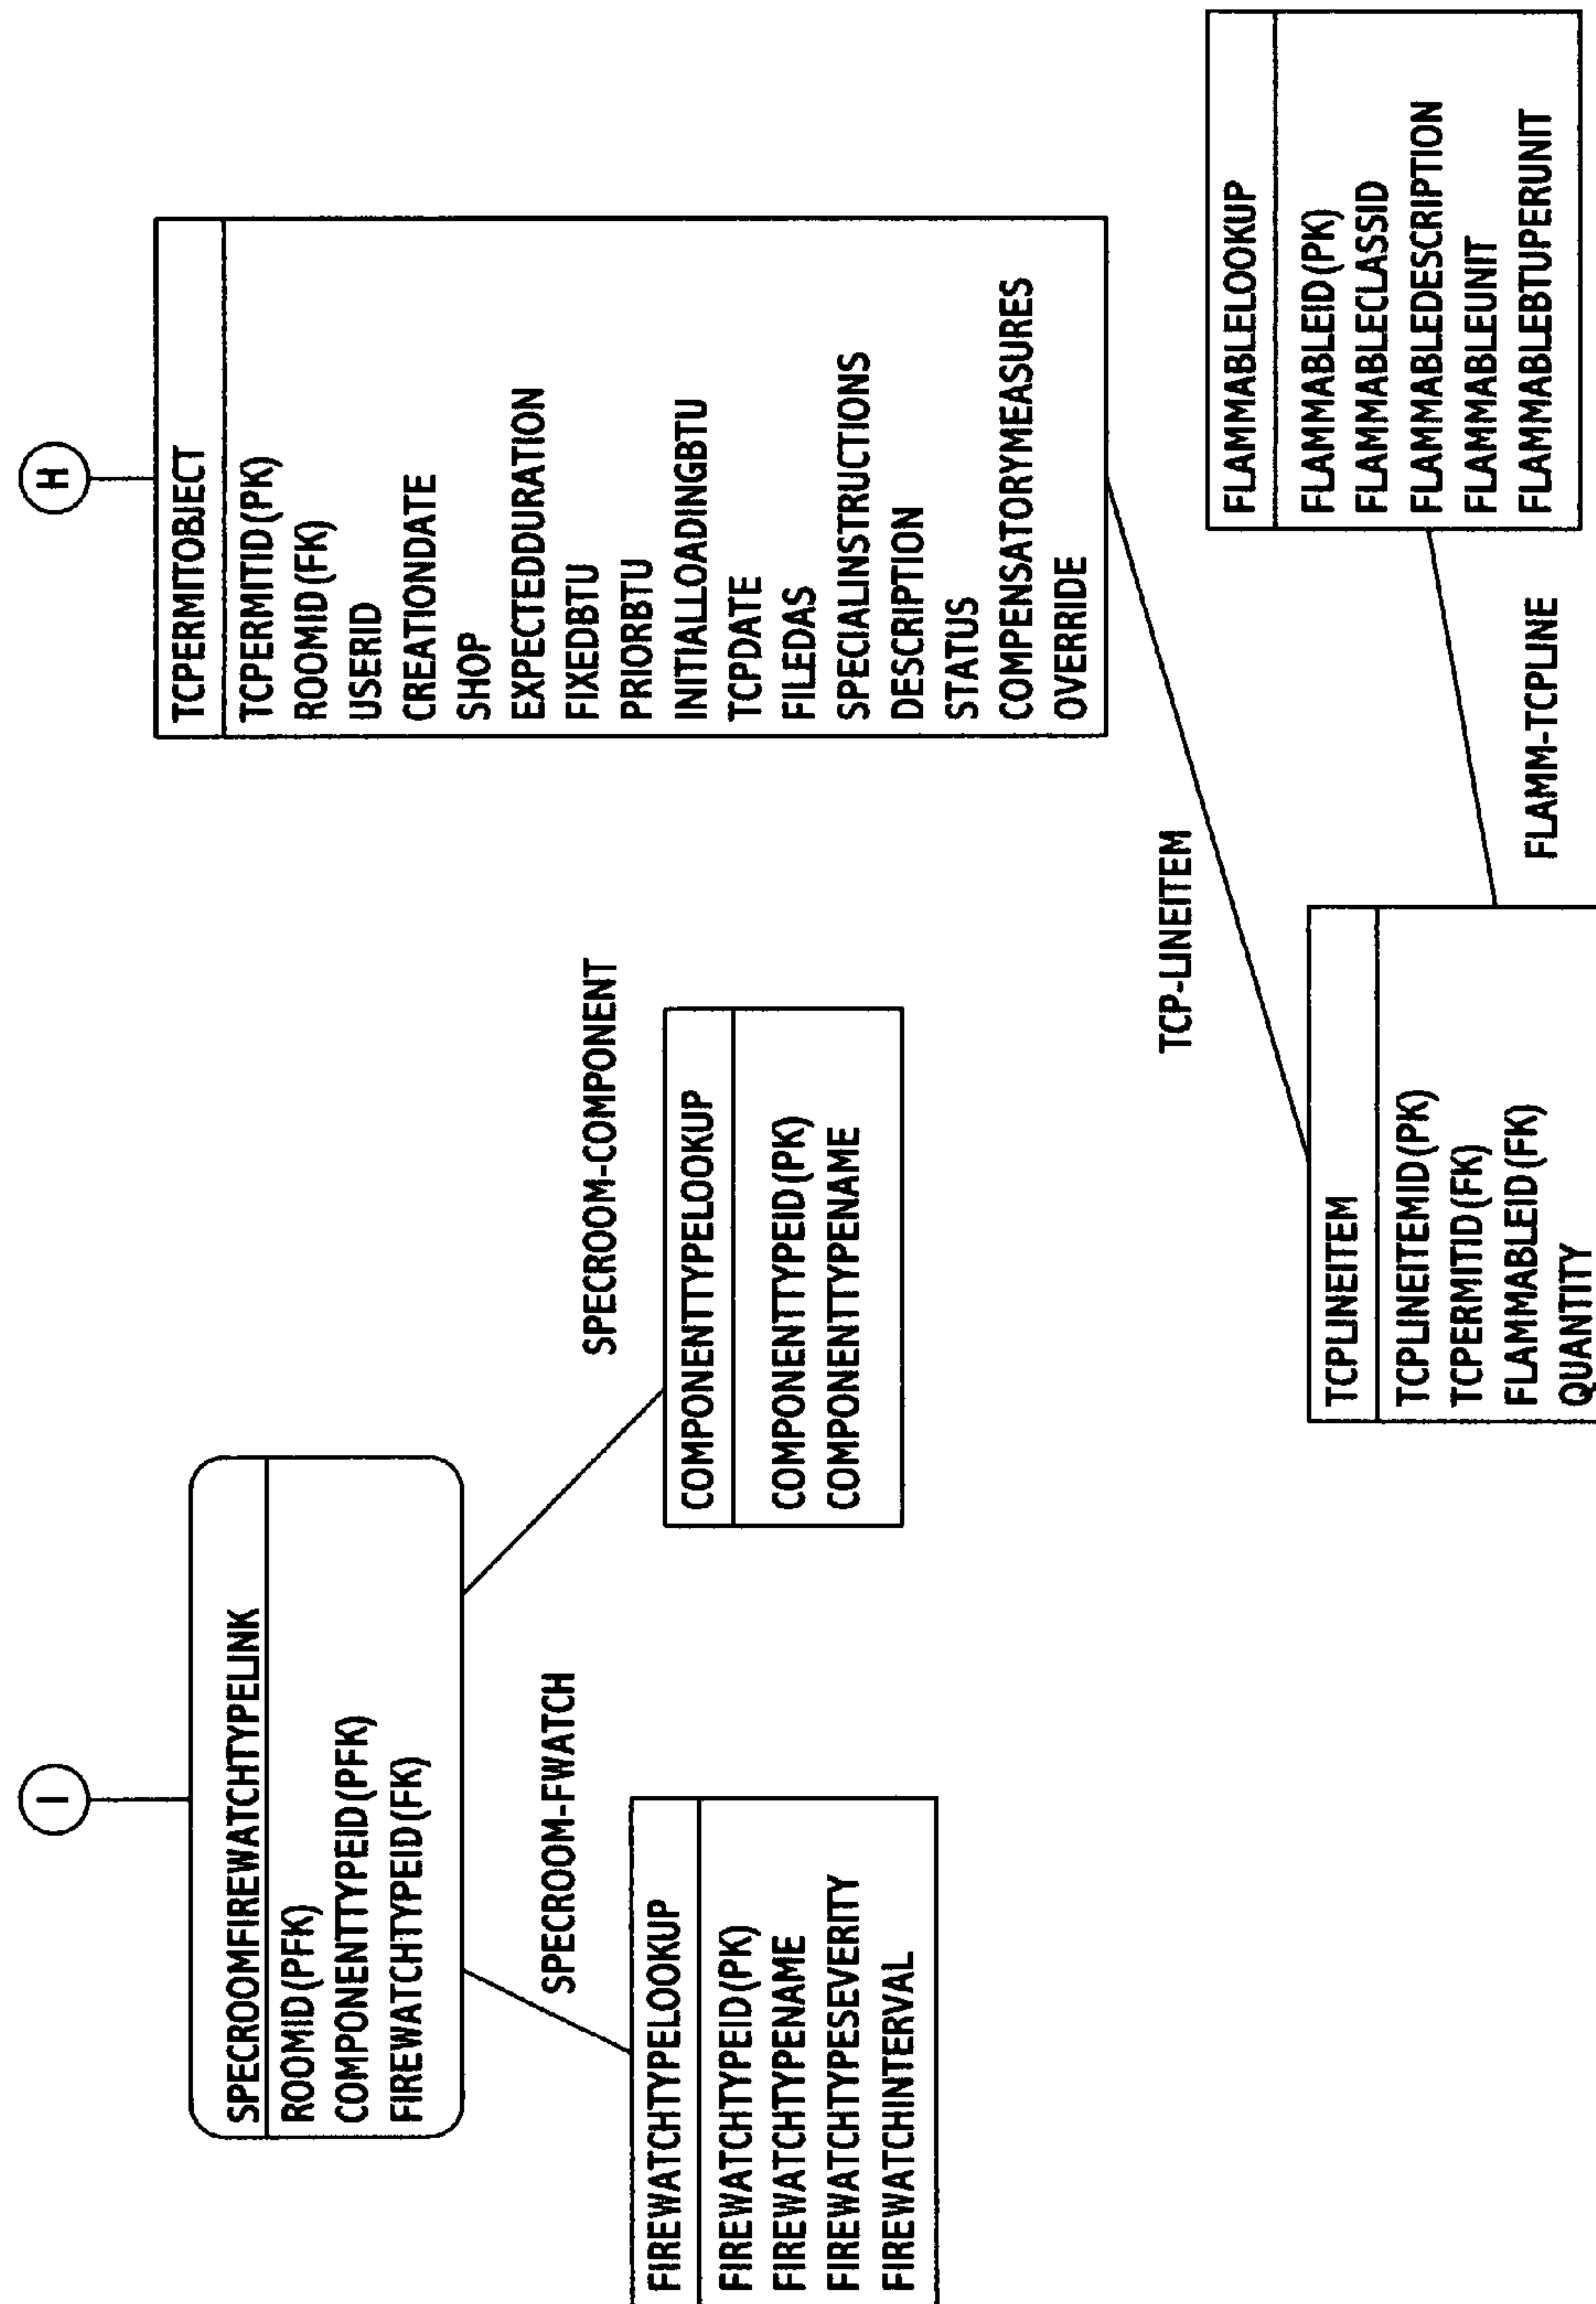 I
SPECROOMFIREWATCHTYPELINK
ROOMID(PFK)
COMPONENTTYPEID(PFK)
FIREWATCHTYPEID(FK)
SPECROOM-FWATCH
FIREWATCHTYPELOOKUP
FIREWATCHTYPEID(PK)
FIREWATCHTYPENAME
FIREWATCHTYPESEVERITY
FIREWATCHINTERVAL
SPECROOM-COMPONENT
COMPONENTTYPELOOKUP
COMPONENTTYPEID(PK)
COMPONENTTYPENAME
H
TCPERMITOBJECT
TCPERMITID(PK)
ROOMID(FK)
USERID
CREATIONDATE
SHOP
EXPECTEDDURATION
FIXEDBTU
PRIORBTU
INITIALLOADINGBTU
TCPDATE
FILEDAS
SPECIALINSTRUCTIONS
DESCRIPTION
STATUS
COMPENSATORYMEASURES
OVERRIDE
TCP-LINEITEM
TCPLINEITEM
TCPLINEITEMID(PK)
TCPERMITID(FK)
FLAMMABLEID(FK)
QUANTITY
FLAMM-TCPLINE
FLAMMABLELOOKUP
FLAMMABLEID(PK)
FLAMMABLECLASSID
FLAMMABLEDESCRIPTION
FLAMMABLEUNIT
FLAMMABLEBTUPERUNIT